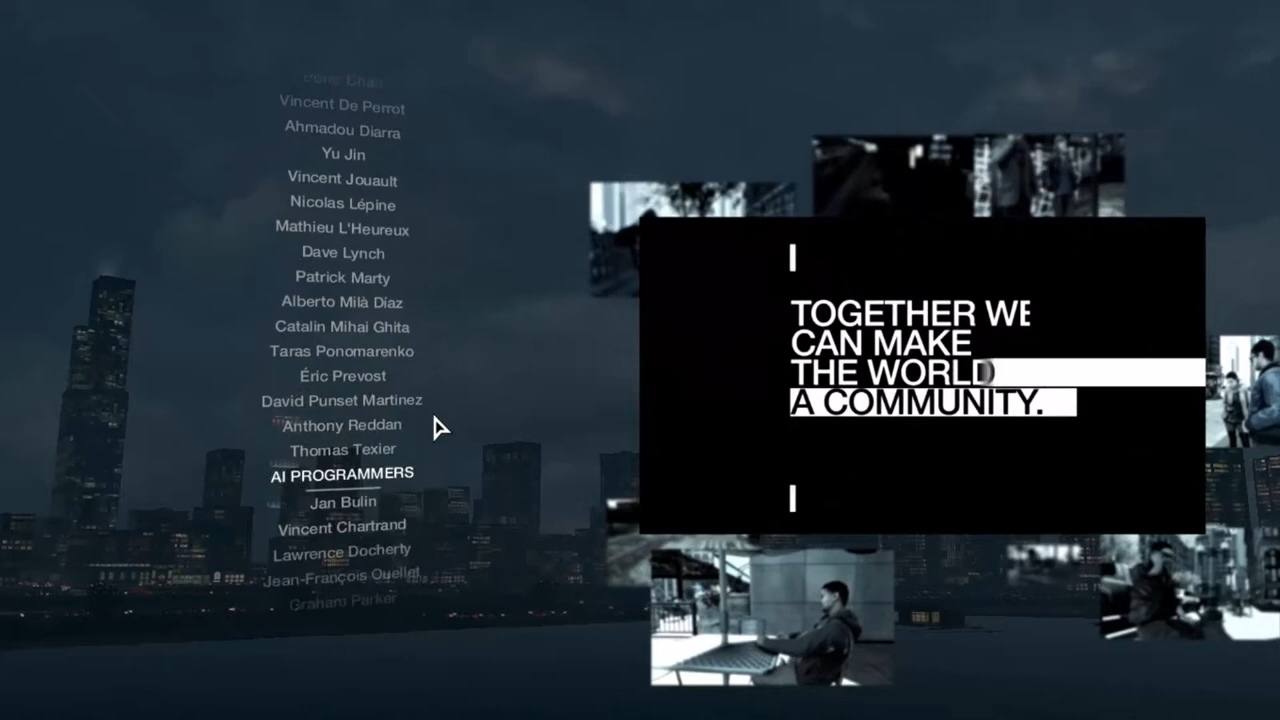 Vincent De Perrot
Ahmadou Diarra
Yu Jin
Vincent Jouault
Nicolas Lépine
Mathieu L'Heureux
Dave Lynch
Patrick Marty
Alberto Milà Díaz
Catalin Mihai Ghita
Taras Ponomarenko
Éric Prevost
David Punset Martinez
Anthony Reddan
Thomas Texier
AI PROGRAMMERS
Jan Bulin
Vincent Chartrand
Lawrence Docherty
Jean-François Ouellet
Graham Parker
TOGETHER WE
CAN MAKE
THE WORLD
A COMMUNITY.